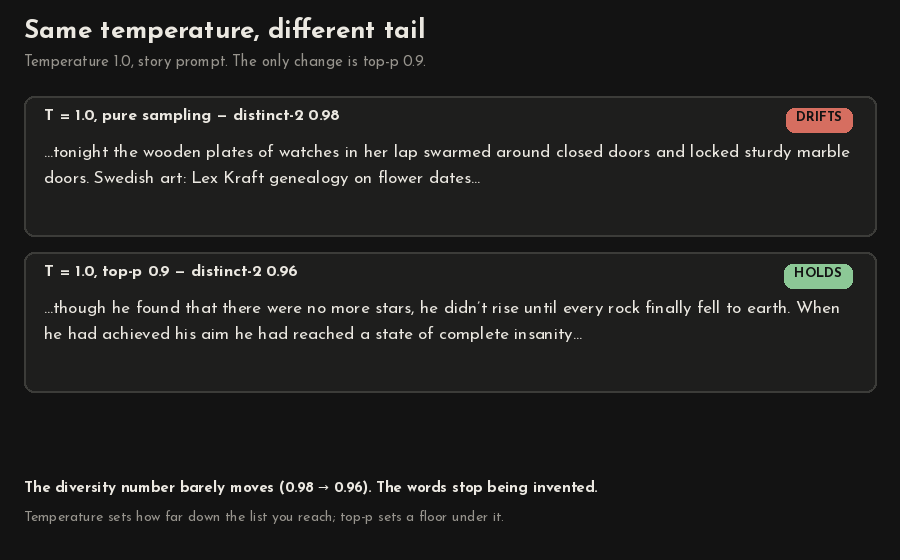 Same temperature, different tail
Temperature 1.0, story prompt. The only change is top-p 0.9.
T = 1.0, pure sampling — distinct-2 0.98
DRIFTS
...tonight the wooden plates of watches in her lap swarmed around closed doors and locked sturdy marble
doors. Swedish art: Lex Kraft genealogy on flower dates...
T = 1.0, top-p 0.9 — distinct-2 0.96
HOLDS
...though he found that there were no more stars, he didn't rise until every rock finally fell to earth. When
he had achieved his aim he had reached a state of complete insanity...
The diversity number barely moves (0.98 → 0.96). The words stop being invented.
Temperature sets how far down the list you reach; top-p sets a floor under it.